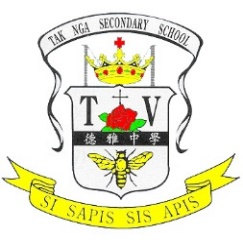 TAK NGA SECONDARY SCHOOL
T V
德雅中學
SI SAPIS SIS APIS